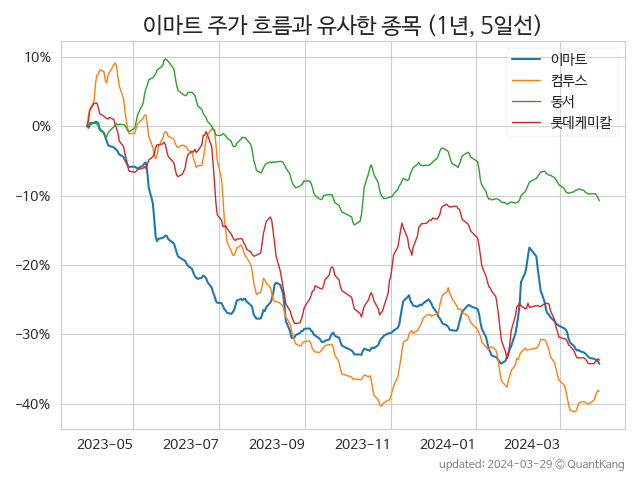 이마트 주가 흐름과 유사한 종목 (1년, 5일선)
이마트
컴투스
동서
롯데케미칼
10%
0%
−10%
−20%
−30%
−40%
2023-05 2023-07 2023-09 2023-11 2024-01 2024-03
updated: 2024-03-29 © QuantKang